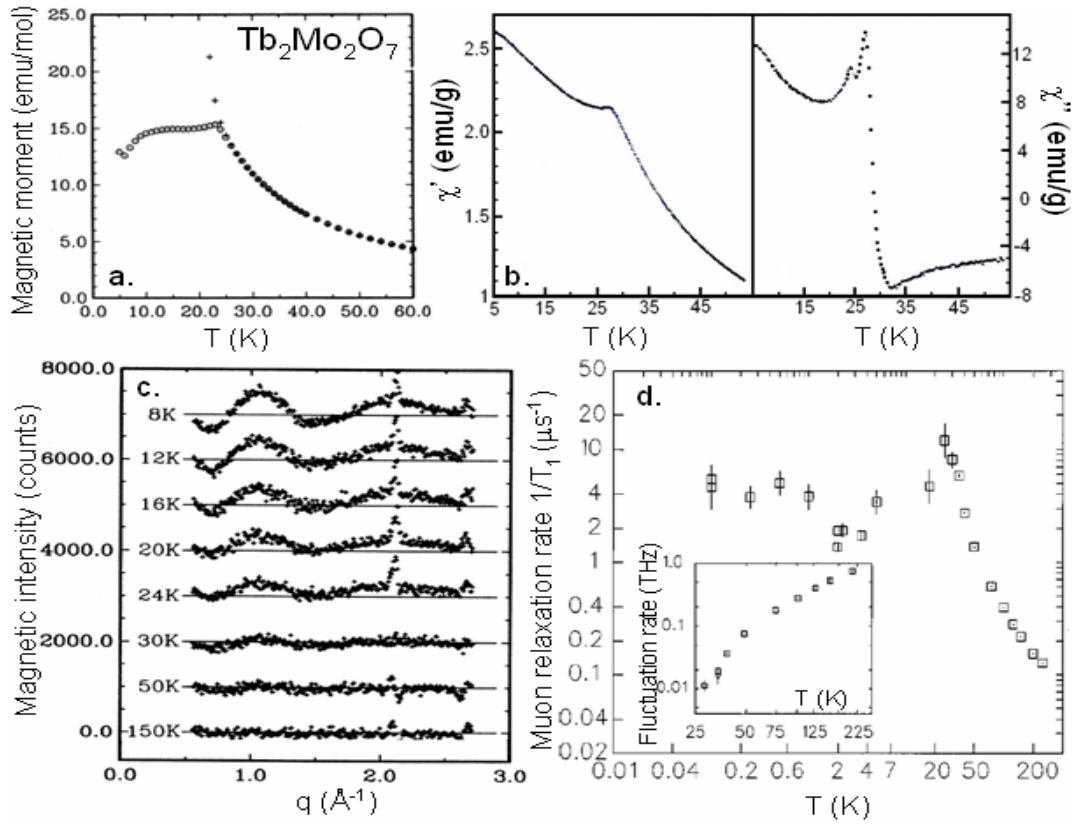 Tb₂Mo₂O₇
Magnetic moment (emu/mol)
25.0
20.0
15.0
10.0
5.0
0.0
a.
0.0 10.0 20.0 30.0 40.0 50.0 60.0
T (K)
χ' (emu/g)
2.5
2.0
1.5
1
b.
5 15 25 35 45
T (K)
25 35 45
T (K)
12
8
4
0
-4
-8
χ'' (emu/g)
Magnetic intensity (counts)
8000.0
6000.0
4000.0
2000.0
0.0
c.
8K
12K
16K
20K
24K
30K
50K
150K
0.0 1.0 2.0 3.0
q (Å⁻¹)
Muon relaxation rate 1/T₁ (μs⁻¹)
50
20
10
4
2
1
0.4
0.2
0.1
0.04
0.02
d.
Fluctuation rate (THz)
1.0
0.1
0.01
T (K)
25 50 75 125 225
0.01 0.04 0.2 0.6 2 4 7 20 50 200
T (K)